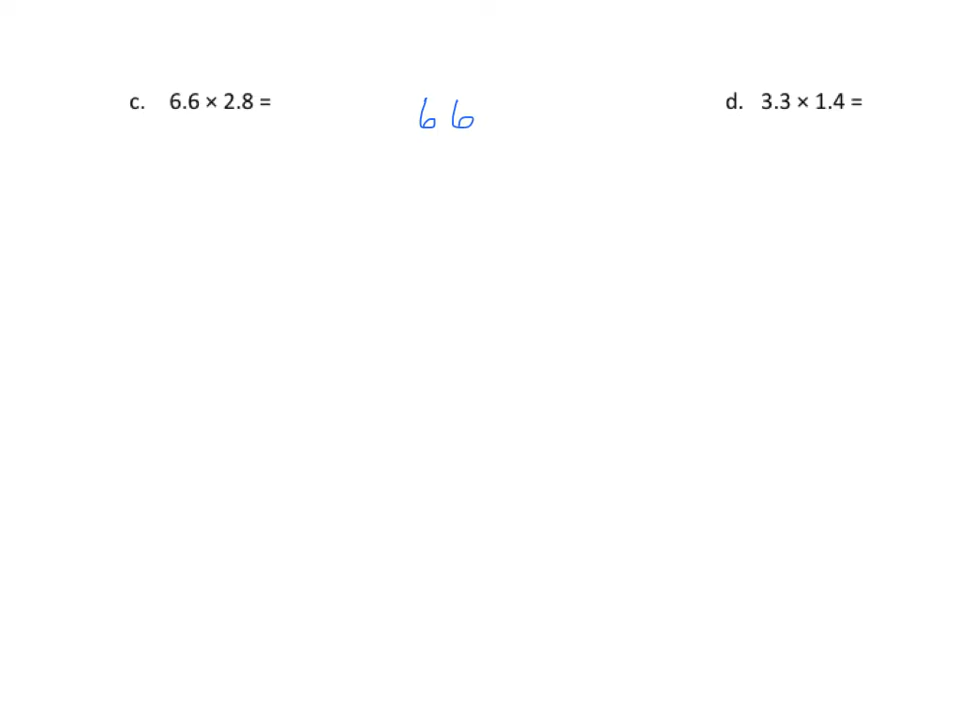 c. 6.6 × 2.8 = 66 d. 3.3 × 1.4 =